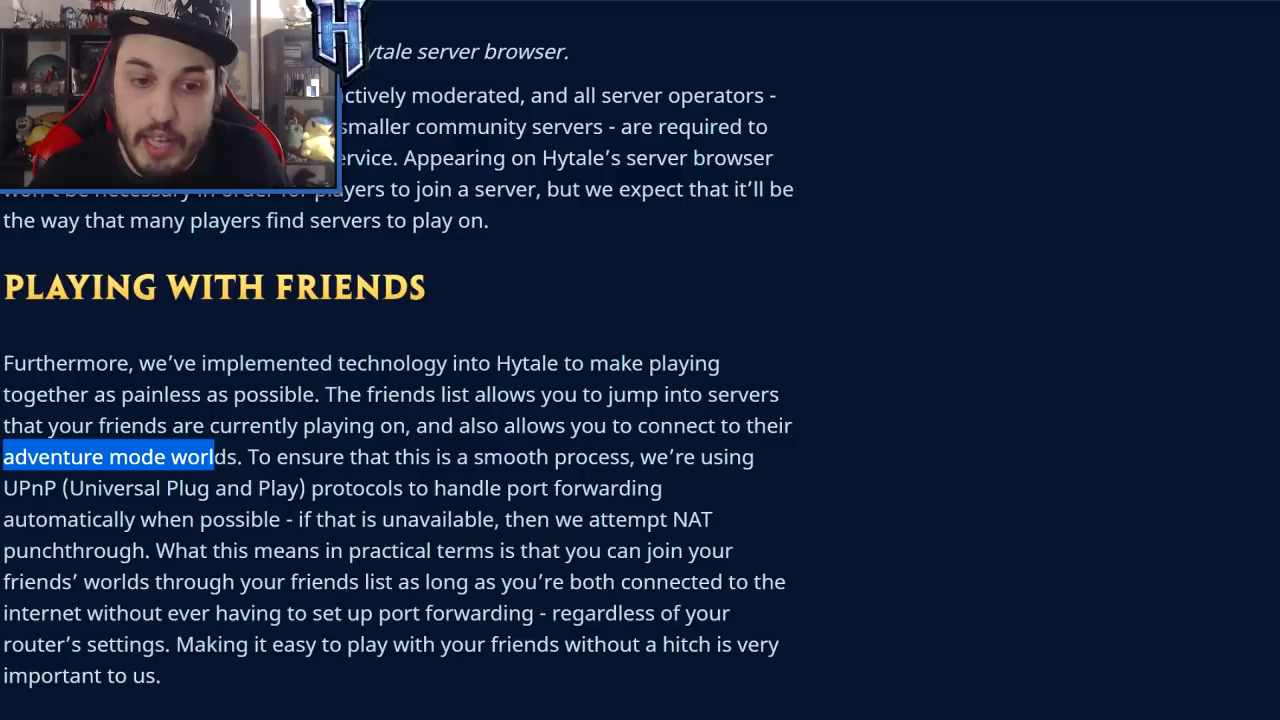 ytale server browser.
ctively moderated, and all server operators -
smaller community servers - are required to
ervice. Appearing on Hytale’s server browser
won’t be necessary in order for players to join a server, but we expect that it’ll be
the way that many players find servers to play on.
PLAYING WITH FRIENDS
Furthermore, we’ve implemented technology into Hytale to make playing
together as painless as possible. The friends list allows you to jump into servers
that your friends are currently playing on, and also allows you to connect to their
adventure mode worlds. To ensure that this is a smooth process, we’re using
UPnP (Universal Plug and Play) protocols to handle port forwarding
automatically when possible - if that is unavailable, then we attempt NAT
punchthrough. What this means in practical terms is that you can join your
friends’ worlds through your friends list as long as you’re both connected to the
internet without ever having to set up port forwarding - regardless of your
router’s settings. Making it easy to play with your friends without a hitch is very
important to us.